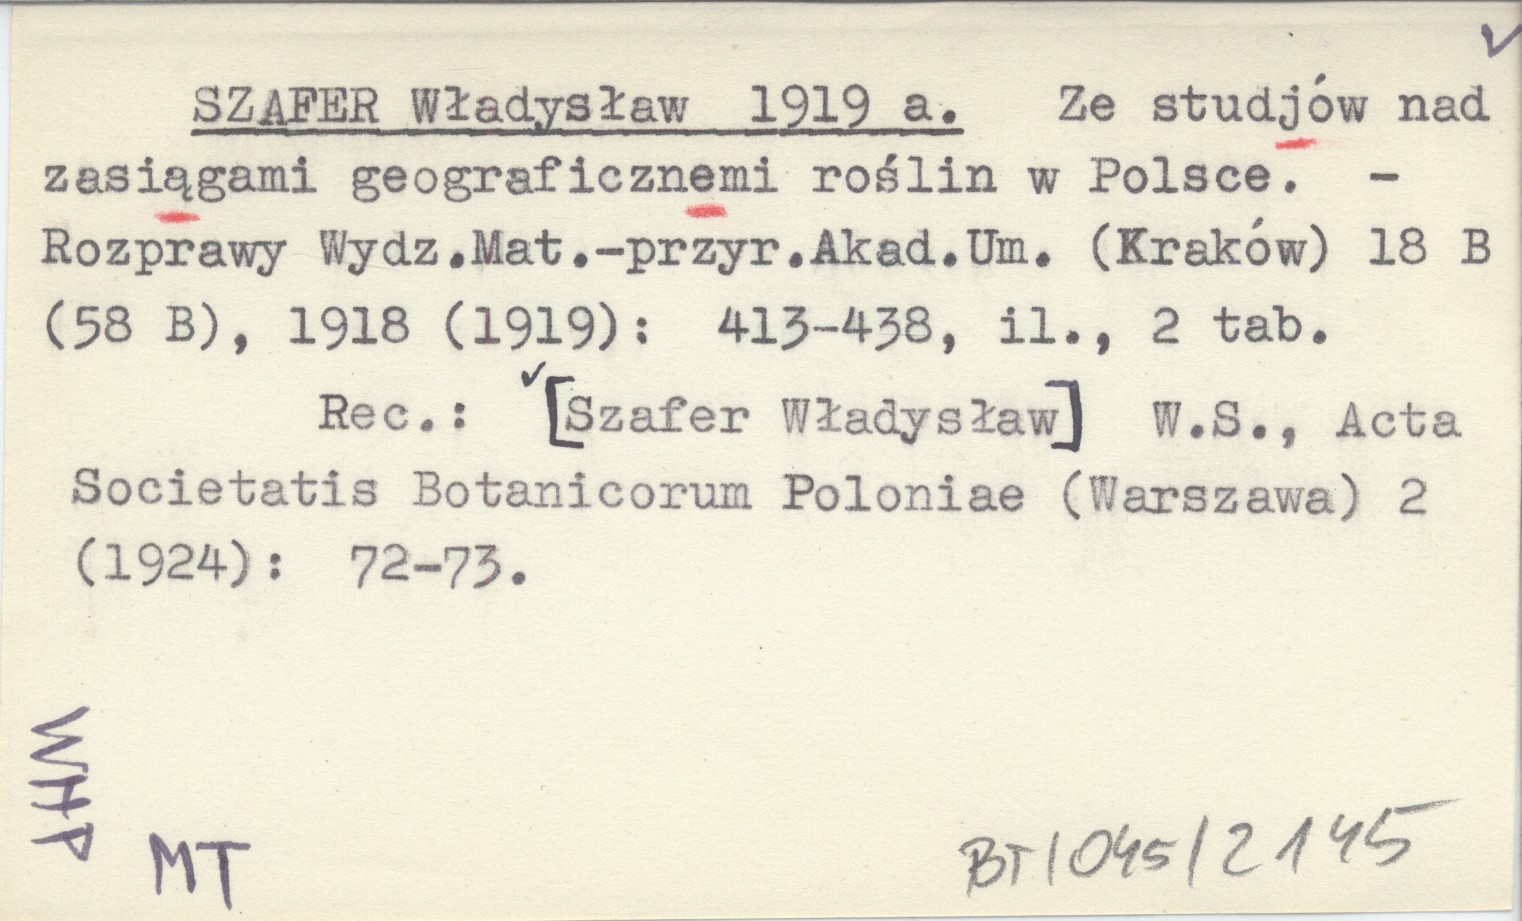 SZAFER Władysław 1919 a. Ze studjów nad
zasiągami geograficznemi roślin w Polsce. -
Rozprawy Wydz.Mat.-przyr.Akad.Um. (Kraków) 18 B
(58 B), 1918 (1919): 413-438, il., 2 tab.
Rec.: [Szafer Władysław] W.S., Acta
Societatis Botanicorum Poloniae (Warszawa) 2
(1924): 72-73.
WHP
MT
BT/045/2145